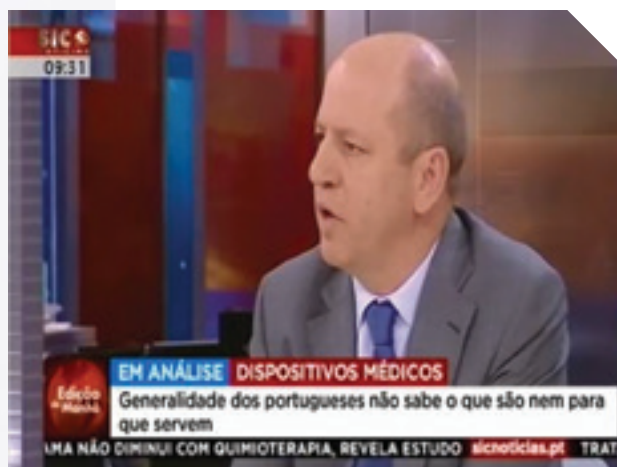 SIC
09:31
EM ANÁLISE DISPOSITIVOS MÉDICOS
Edição
Generalidade dos portugueses não sabe o que são nem para
da Manhã
que servem
AMA NÃO DIMINUI COM QUIMIOTERAPIA, REVELA ESTUDO sicnoticias.pt TRAT